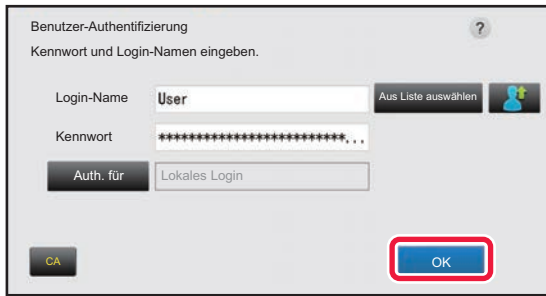 Benutzer-Authentifizierung
?
Kennwort und Login-Namen eingeben.
Login-Name User Aus Liste auswählen
Kennwort *************************...
Auth. für Lokales Login
CA OK